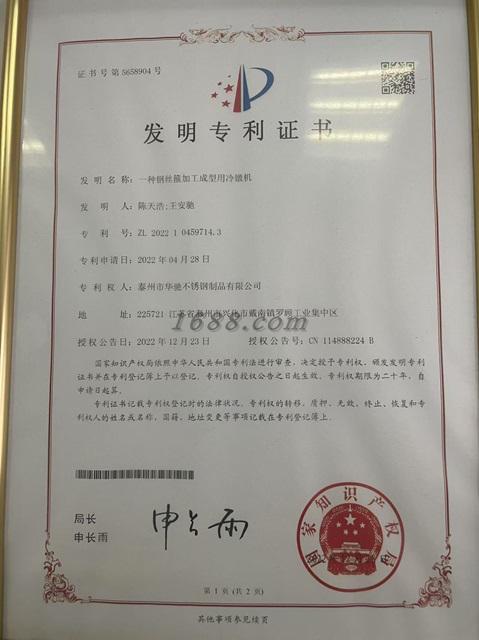 证书号第5658904号
发明专利证书
发明名称：一种钢丝箍加工成型用冷镦机
发明人：陈天浩;王安驰
专利号：ZL 2022 1 0459714.3
专利申请日：2022年04月28日
专利权人：泰州市华驰不锈钢制品有限公司
地址：225721 江苏省泰州市兴化市戴南镇罗顾工业集中区
1688.com
授权公告日：2022年12月23日 授权公告号：CN 114888224 B
国家知识产权局依照中华人民共和国专利法进行审查，决定授予专利权，颁发发明专利
证书并在专利登记簿上予以登记。专利权自授权公告之日起生效。专利权期限为二十年，自
申请日起算。
专利证书记载专利权登记时的法律状况。专利权的转移、质押、无效、终止、恢复和专
利权人的姓名或名称、国籍、地址变更等事项记载在专利登记簿上。
局长
申长雨
申长雨
国家知识产权局
第1页(共2页)
其他事项参见续页